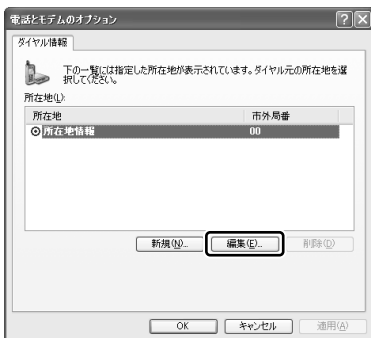 電話とモデムのオプション
ダイヤル情報
下の一覧には指定した所在地が表示されています。ダイヤル元の所在地を選
択してください。
所在地(L):
所在地 市外局番
所在地情報 00
新規(N)... 編集(E)... 削除(D)
OK キャンセル 適用(A)